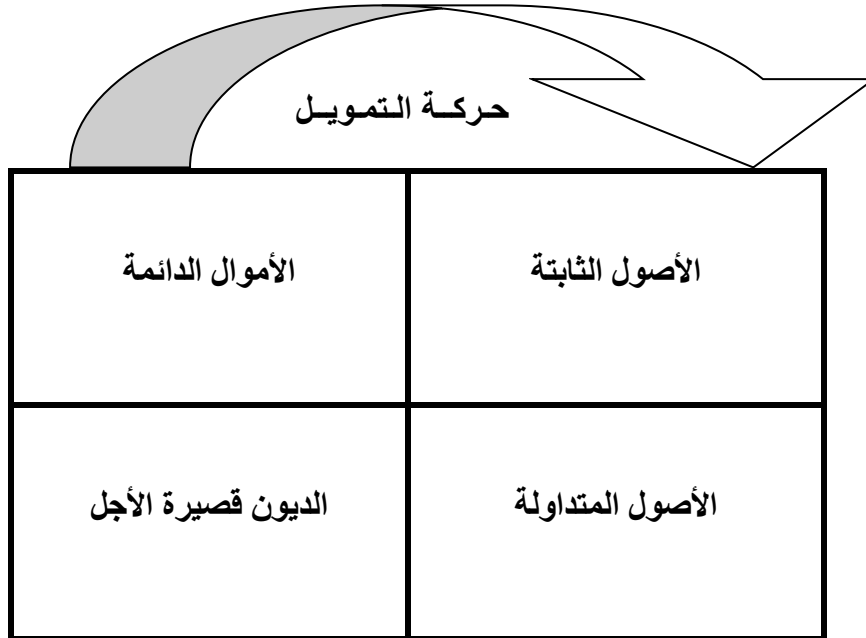 حركة التمويل
الأصول الثابتة
الأموال الدائمة
الأصول المتداولة
الديون قصيرة الأجل